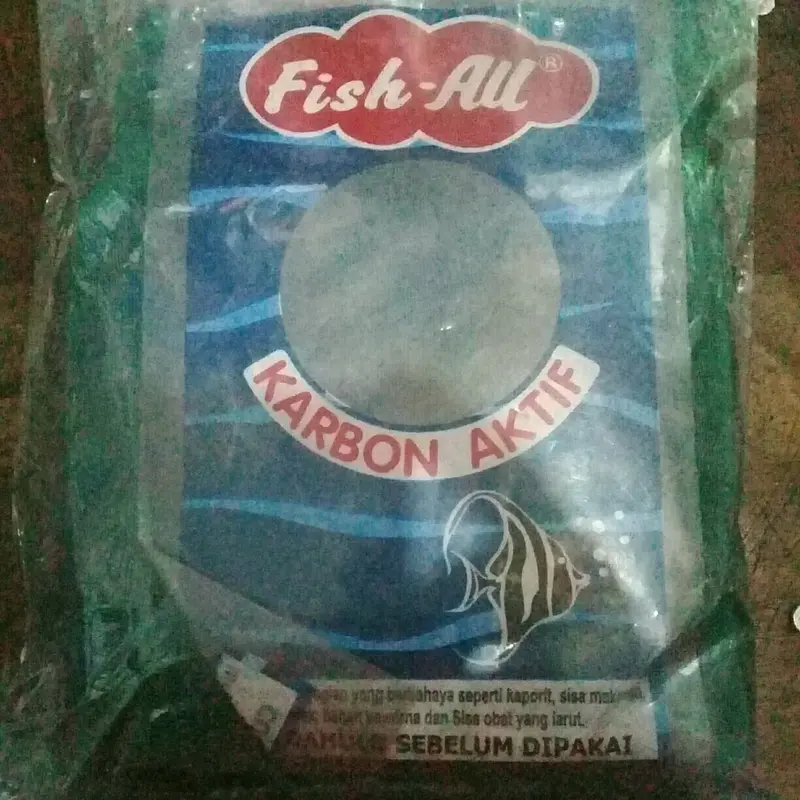 Fish-All®
KARBON AKTIF
yang berbahaya seperti kaporit, sisa
dan Sisa obat yang larut.
SEBELUM DIPAKAI